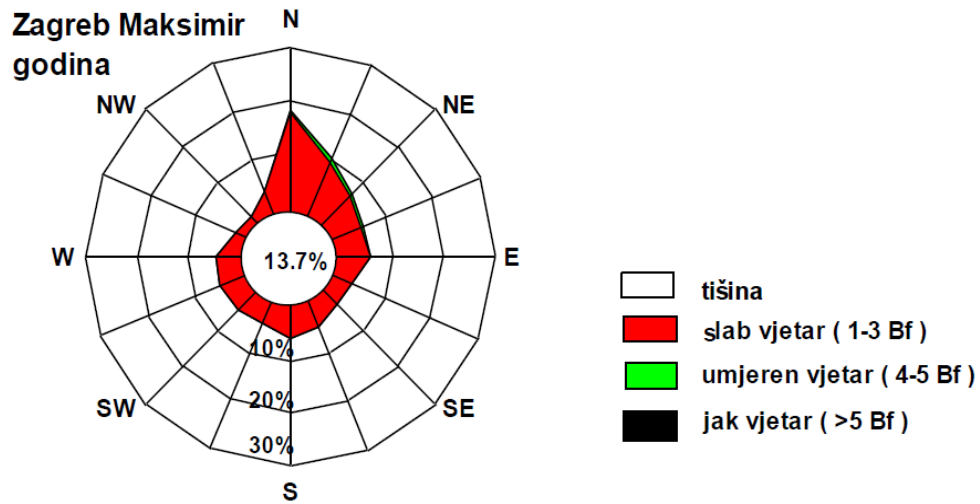 Zagreb Maksimir
godina
N
NW
NE
W
13.7%
E
10%
SW
20%
SE
30%
S
tišina
slab vjetar ( 1-3 Bf )
umjeren vjetar ( 4-5 Bf )
jak vjetar ( >5 Bf )